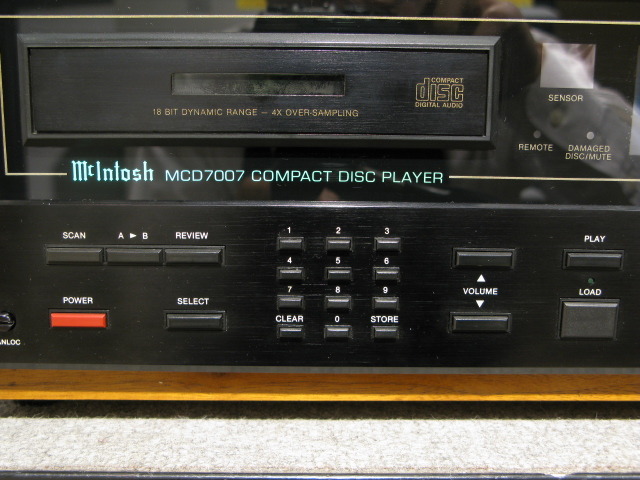 COMPACT
disc
DIGITAL AUDIO
18 BIT DYNAMIC RANGE — 4X OVER-SAMPLING
SENSOR
REMOTE
DAMAGED
DISC/MUTE
McIntosh MCD7007 COMPACT DISC PLAYER
SCAN A ► B REVIEW
1 2 3
PLAY
4 5 6
VOLUME
LOAD
POWER SELECT
7 8 9
CLEAR 0 STORE
ANLOC